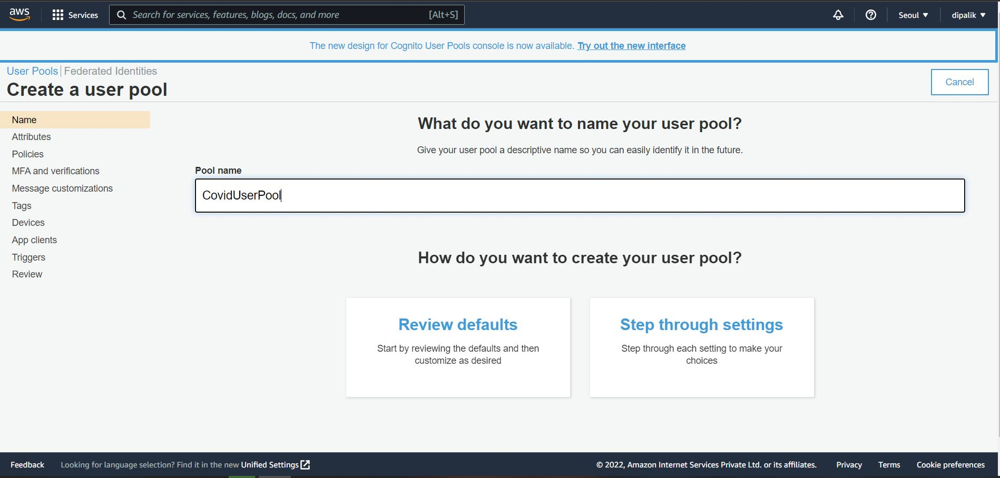 aws
Services
Search for services, features, blogs, docs, and more
[Alt+S]
Seoul ▼
dipalik ▼
The new design for Cognito User Pools console is now available. Try out the new interface
User Pools | Federated Identities
Create a user pool
Cancel
Name
Attributes
Policies
MFA and verifications
Message customizations
Tags
Devices
App clients
Triggers
Review
What do you want to name your user pool?
Give your user pool a descriptive name so you can easily identify it in the future.
Pool name
CovidUserPool
How do you want to create your user pool?
Review defaults
Start by reviewing the defaults and then
customize as desired
Step through settings
Step through each setting to make your
choices
Feedback
Looking for language selection? Find it in the new Unified Settings
© 2022, Amazon Internet Services Private Ltd. or its affiliates.
Privacy
Terms
Cookie preferences